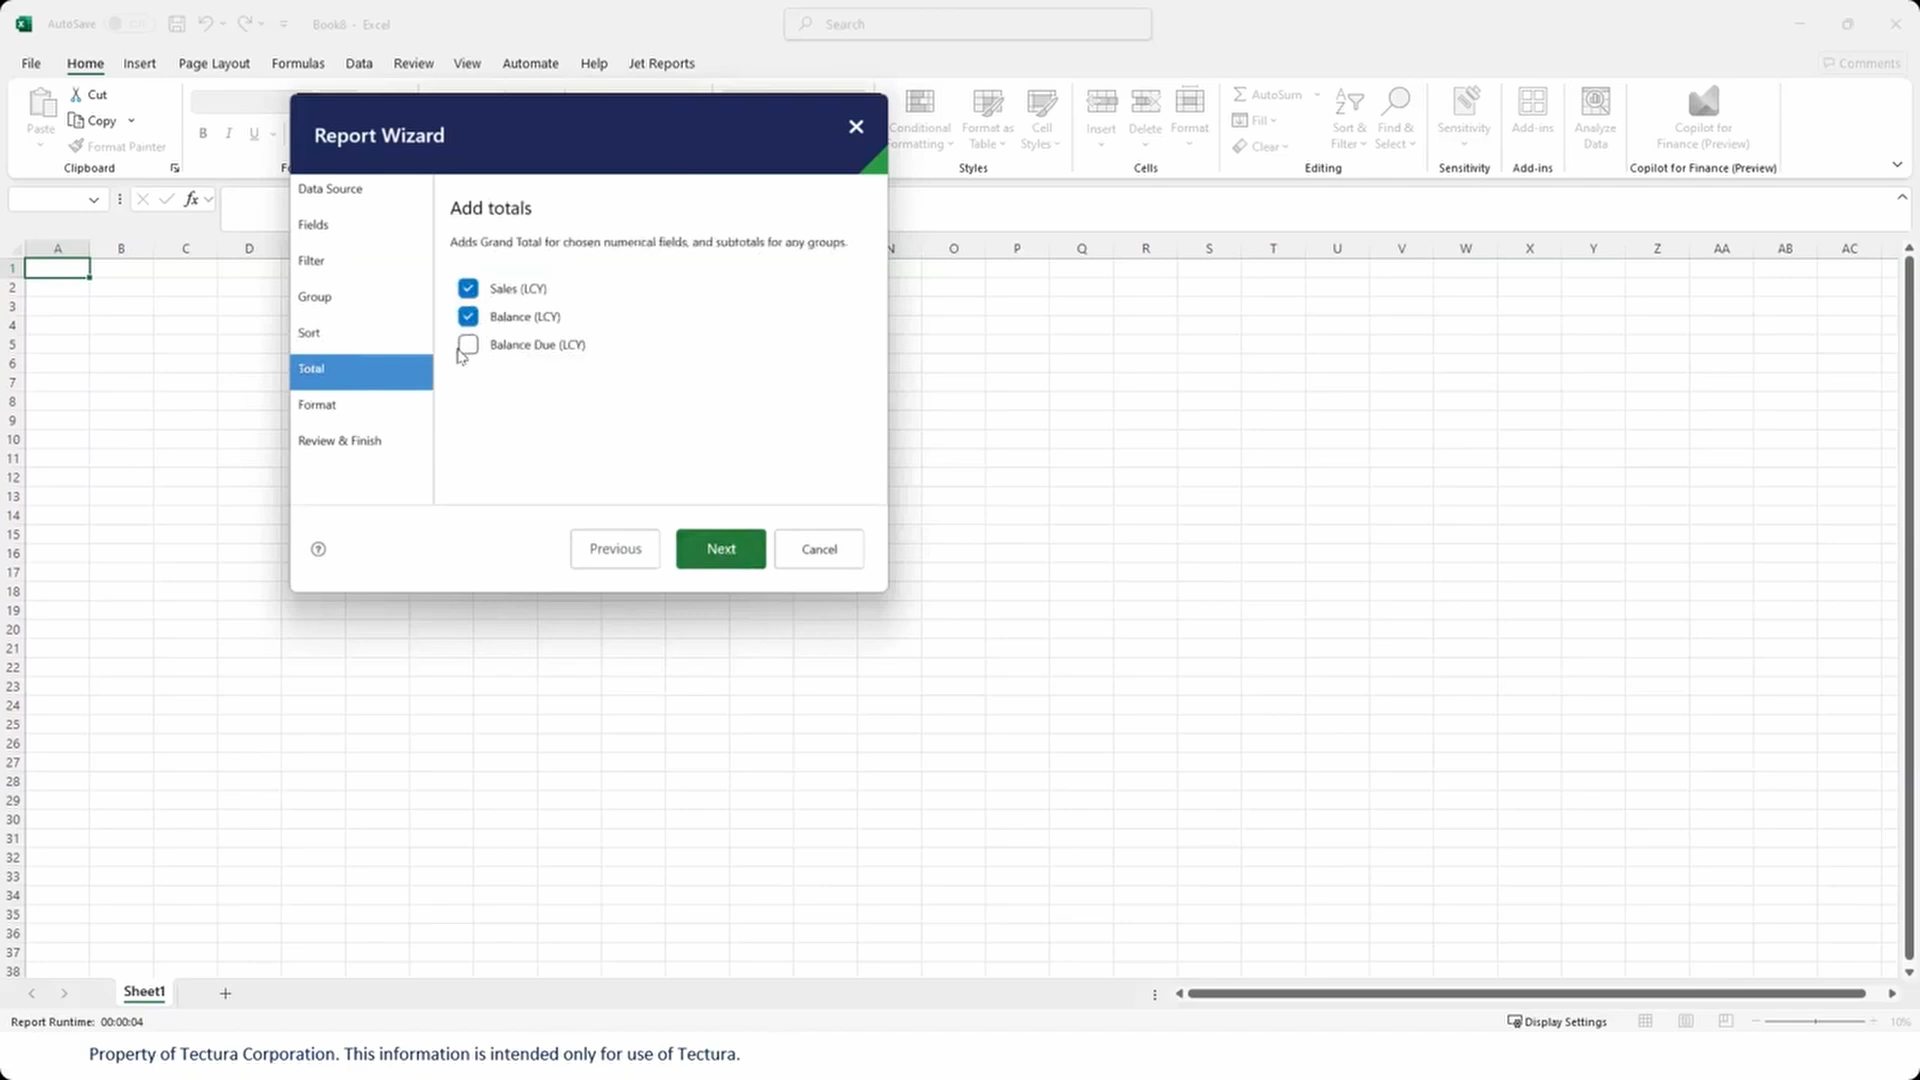 AutoSave Off Book8 - Excel Search
File Home Insert Page Layout Formulas Data Review View Automate Help Jet Reports Comments
Paste Cut Copy Format Painter Clipboard
B I U
Conditional Formatting Format as Table Cell Styles Styles
Insert Delete Format Cells
AutoSum Fill Clear Sort & Filter Find & Select Editing
Sensitivity Sensitivity
Add-ins Add-ins
Analyze Data
Copilot for Finance (Preview) Copilot for Finance (Preview)
fx
A B C D N O P Q R S T U V W X Y Z AA AB AC
1
2
3
4
5
6
7
8
9
10
11
12
13
14
15
16
17
18
19
20
21
22
23
24
25
26
27
28
29
30
31
32
33
34
35
36
37
38
Report Wizard
Data Source
Fields
Filter
Group
Sort
Total
Format
Review & Finish
Add totals
Adds Grand Total for chosen numerical fields, and subtotals for any groups.
Sales (LCY)
Balance (LCY)
Balance Due (LCY)
Previous Next Cancel
Sheet1
Report Runtime: 00:00:04 Display Settings 10%
Property of Tectura Corporation. This information is intended only for use of Tectura.